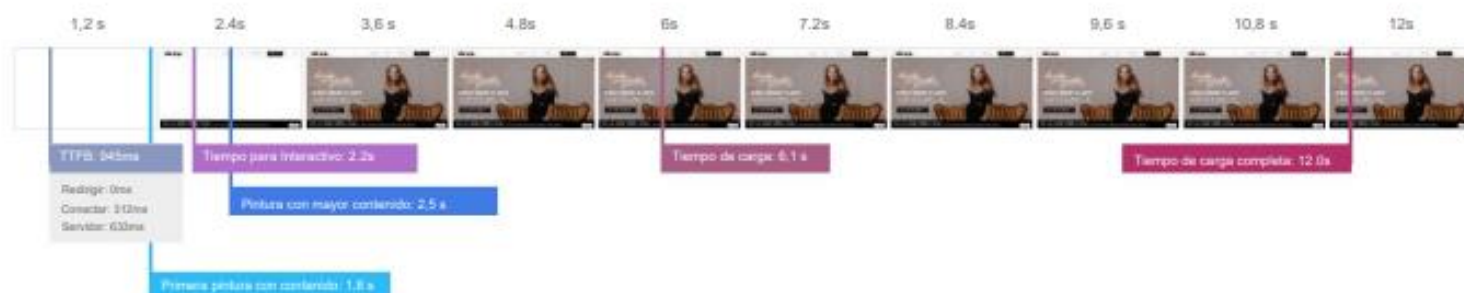 1,2 s 2.4s 3,6 s 4.8s 6s 7.2s 8.4s 9,6 s 10,8 s 12s
TTFB: 945ms
Tiempo para Interactivo: 2.2s
Tiempo de carga: 6,1 s
Tiempo de carga completa: 12.0s
Redirigir: 0ms
Conectar: 312ms
Servidor: 633ms
Pintura con mayor contenido: 2,5 s
Primera pintura con contenido: 1,8 s